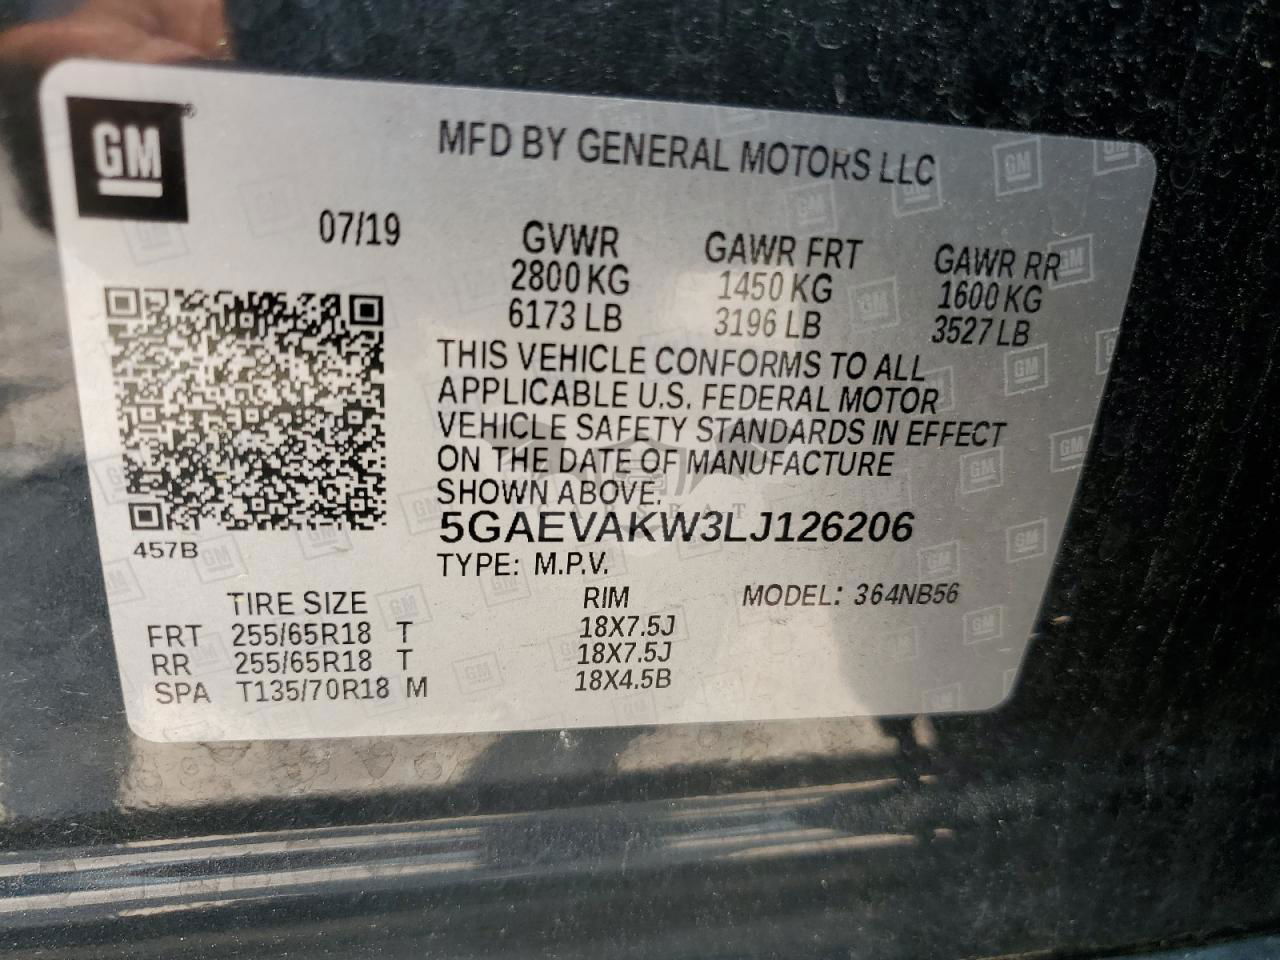 GM
MFD BY GENERAL MOTORS LLC
07/19
GVWR GAWR FRT GAWR RR
2800 KG 1450 KG 1600 KG
6173 LB 3196 LB 3527 LB
THIS VEHICLE CONFORMS TO ALL
APPLICABLE U.S. FEDERAL MOTOR
VEHICLE SAFETY STANDARDS IN EFFECT
ON THE DATE OF MANUFACTURE
SHOWN ABOVE.
5GAEVAKW3LJ126206
457B
TYPE: M.P.V.
TIRE SIZE RIM MODEL: 364NB56
FRT 255/65R18 T 18X7.5J
RR 255/65R18 T 18X7.5J
SPA T135/70R18 M 18X4.5B